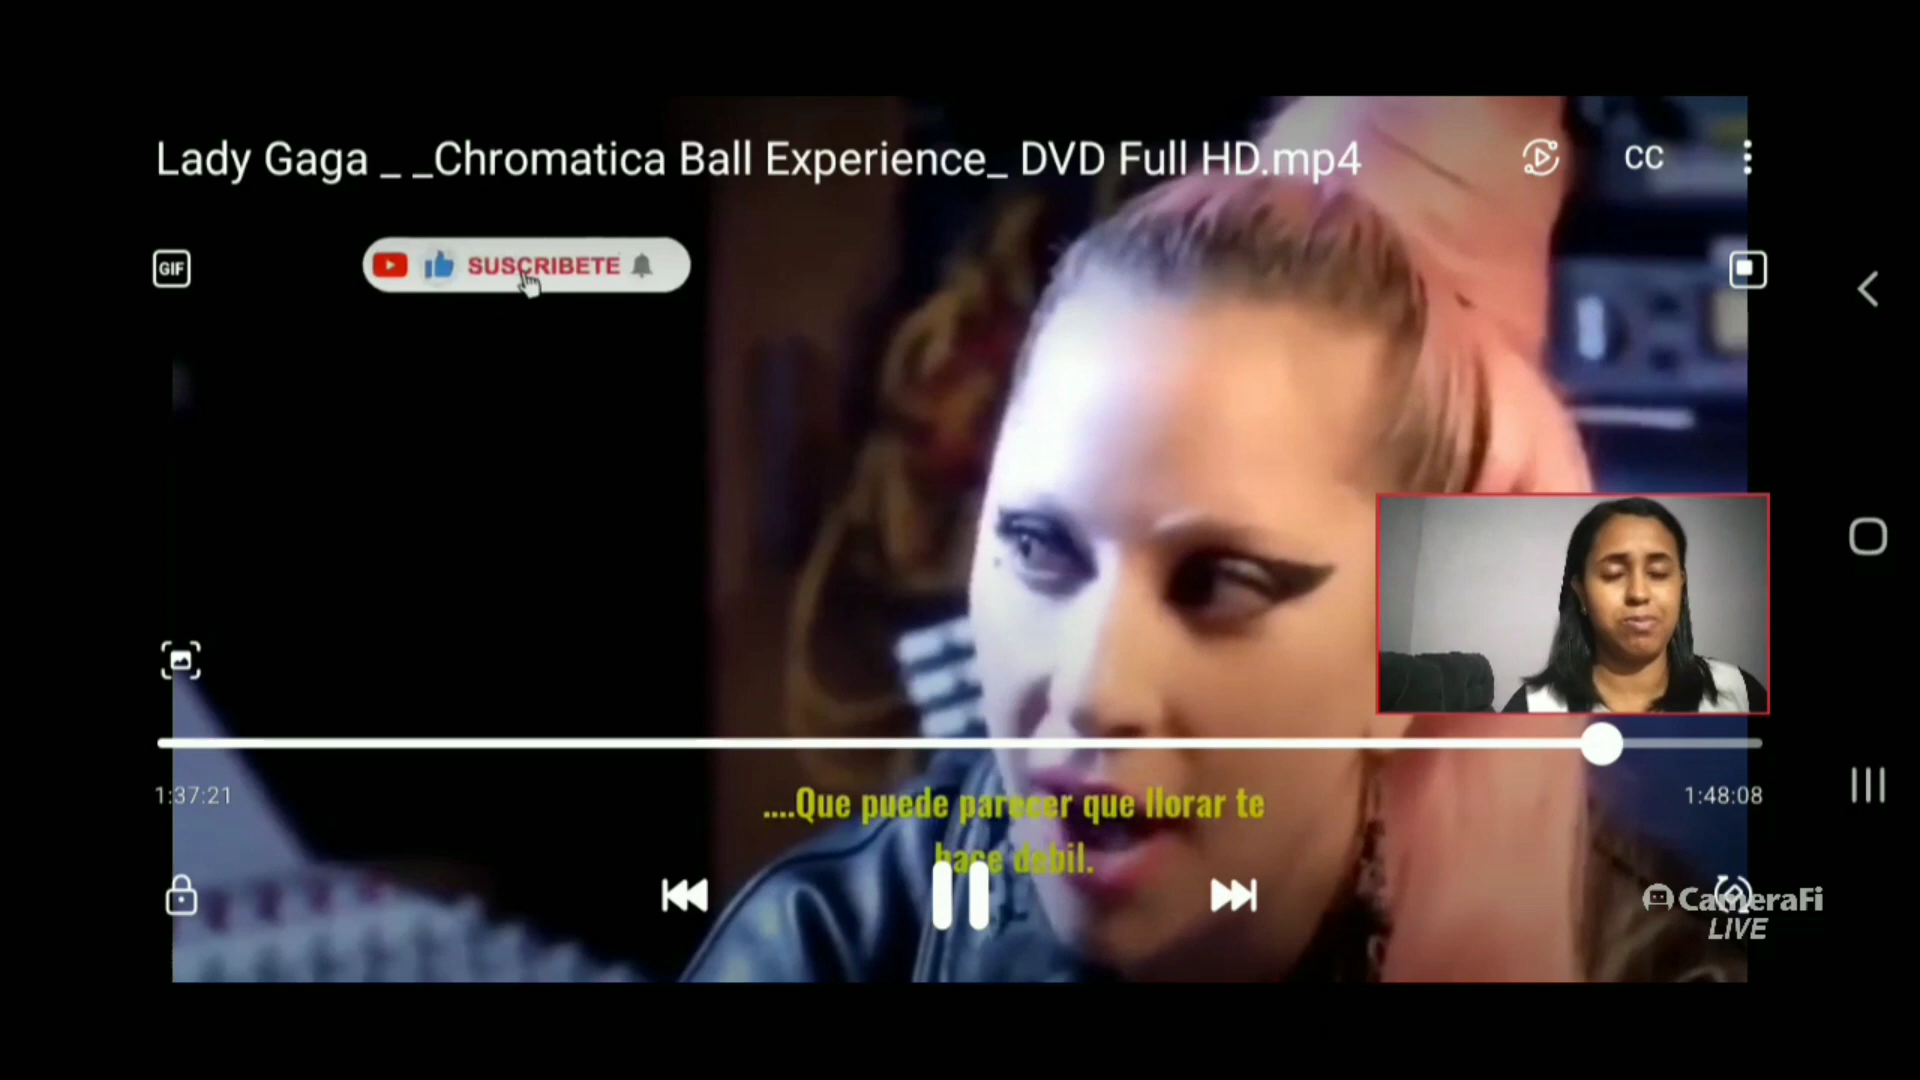 Lady Gaga _ _Chromatica Ball Experience_ DVD Full HD.mp4
CC
GIF
SUSCRIBETE
1:37:21
1:48:08
....Que puede parecer que llorar te
hace debil.
CameraFi
LIVE